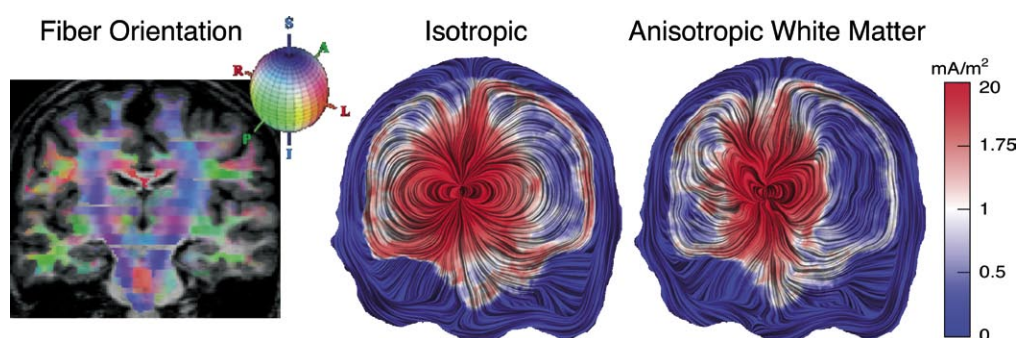 Fiber Orientation
S
A
R
L
P
I
Isotropic
Anisotropic White Matter
mA/m²
20
1.75
1
0.5
0